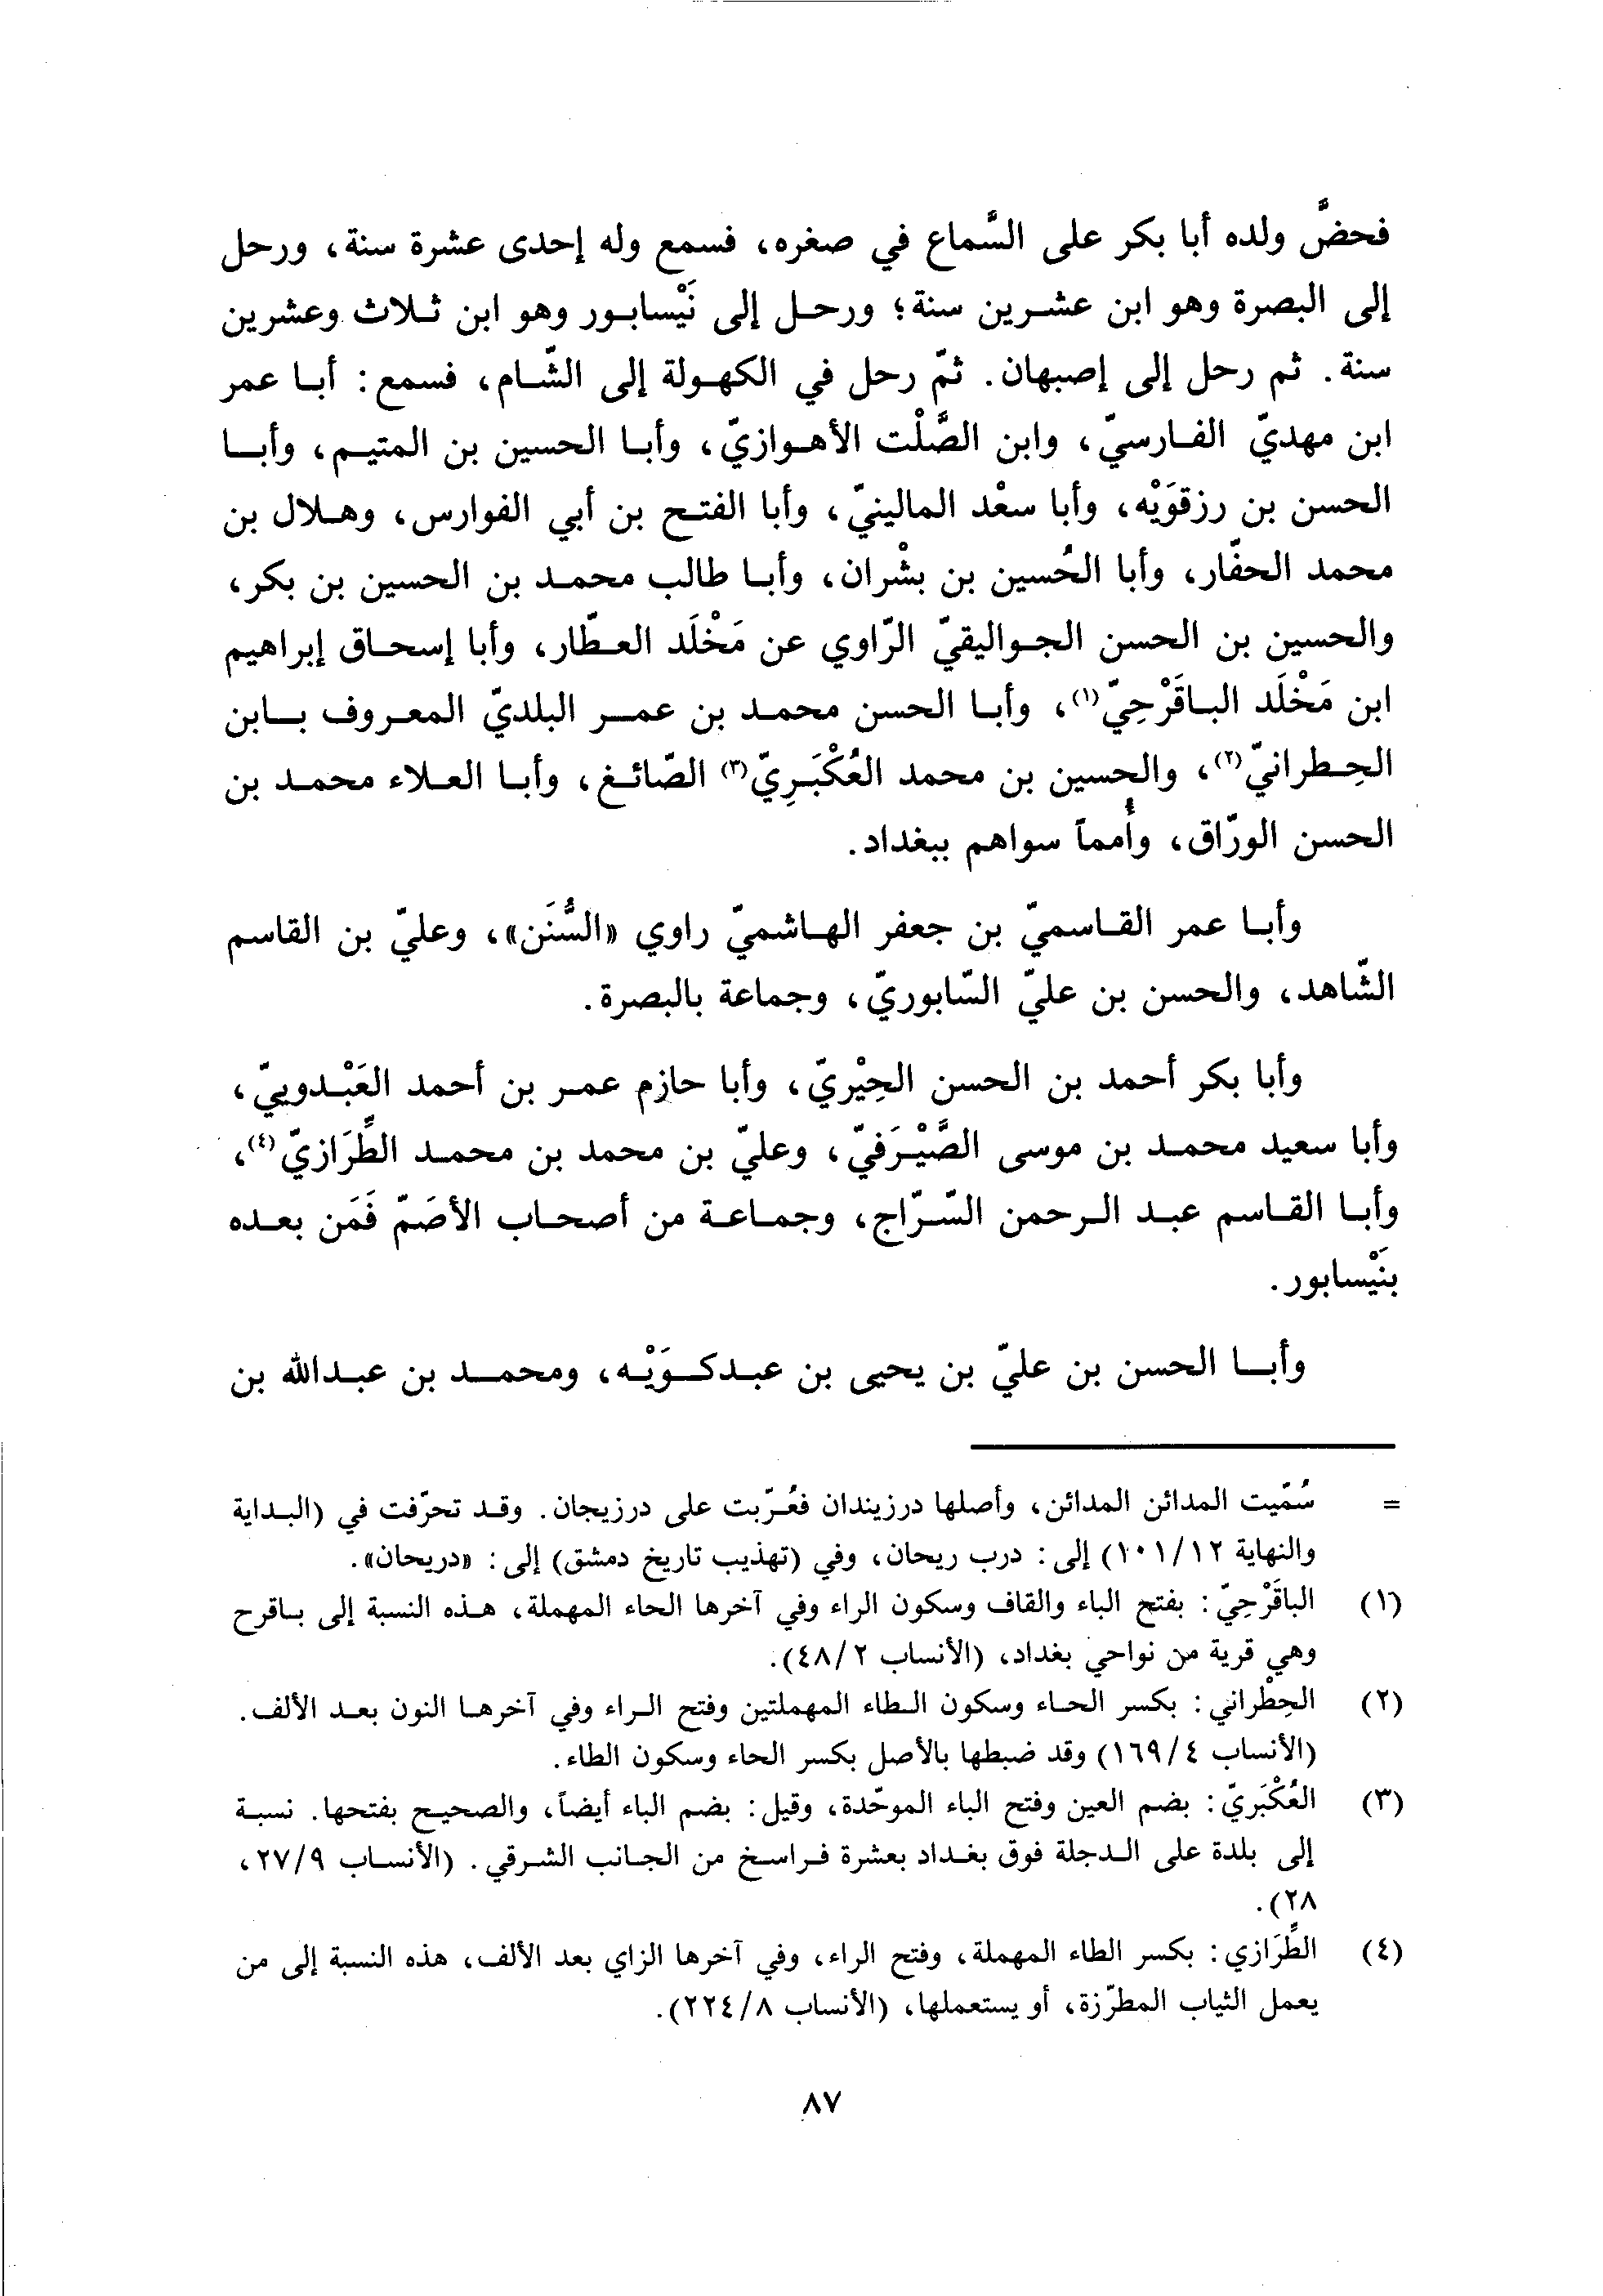 فحضَّ ولده أبا بكر على السَّماع في صغره، فسمع وله إحدى عشرة سنة، ورحل
إلى البصرة وهو ابن عشرين سنة؛ ورحل إلى نَيْسابور وهو ابن ثلاث وعشرين
سنة. ثم رحل إلى إصبهان. ثمّ رحل في الكهولة إلى الشّام، فسمع: أبا عمر
ابن مهديّ الفارسيّ، وابن الصَّلْت الأهوازيّ، وأبا الحسين بن المتيم، وأبا
الحسن بن رزقوَيْه، وأبا سعْد المالينيّ، وأبا الفتح بن أبي الفوارس، وهلال بن
محمد الحفّار، وأبا الحُسين بن بشْران، وأبا طالب محمد بن الحسين بن بكر،
والحسين بن الحسن الجواليقيّ الرّاوي عن مَخْلَد العطّار، وأبا إسحاق إبراهيم
ابن مَخْلَد الباقَرْحِيّ(١)، وأبا الحسن محمد بن عمر البلديّ المعروف بابن
الحِطرانيّ(٢)، والحسين بن محمد العُكْبَرِيّ(٣) الصّائغ، وأبا العلاء محمد بن
الحسن الورّاق، وأُمماً سواهم ببغداد.
وأبا عمر القاسميّ بن جعفر الهاشميّ راوي «السُّنَن»، وعليّ بن القاسم
الشّاهد، والحسن بن عليّ السّابوريّ، وجماعة بالبصرة.
وأبا بكر أحمد بن الحسن الحِيْريّ، وأبا حازم عمر بن أحمد العَبْدوييّ،
وأبا سعيد محمد بن موسى الصَّيْرَفيّ، وعليّ بن محمد بن محمد الطِّرَازيّ(٤)،
وأبا القاسم عبد الرحمن السّرّاج، وجماعة من أصحاب الأصَمّ فَمَن بعده
بنَيْسابور.
وأبا الحسن بن عليّ بن يحيى بن عبدكوَيْه، ومحمد بن عبدالله بن
= سُمّيت المدائن المدائن، وأصلها درزيندان فعُرّبت على درزيجان. وقد تحرّفت في (البداية
والنهاية ١٠١/١٢) إلى: درب ريحان، وفي (تهذيب تاريخ دمشق) إلى: «دريحان».
(١) الباقَرْحِيّ: بفتح الباء والقاف وسكون الراء وفي آخرها الحاء المهملة، هذه النسبة إلى باقرح
وهي قرية من نواحي بغداد، (الأنساب ٤٨/٢).
(٢) الحِطْراني: بكسر الحاء وسكون الطاء المهملتين وفتح الراء وفي آخرها النون بعد الألف.
(الأنساب ١٦٩/٤) وقد ضبطها بالأصل بكسر الحاء وسكون الطاء.
(٣) العُكْبَريّ: بضم العين وفتح الباء الموحّدة، وقيل: بضم الباء أيضاً، والصحيح بفتحها. نسبة
إلى بلدة على الدجلة فوق بغداد بعشرة فراسخ من الجانب الشرقي. (الأنساب ٢٧/٩،
٢٨).
(٤) الطِّرَازي: بكسر الطاء المهملة، وفتح الراء، وفي آخرها الزاي بعد الألف، هذه النسبة إلى من
يعمل الثياب المطرّزة، أو يستعملها، (الأنساب ٢٢٤/٨).
٨٧